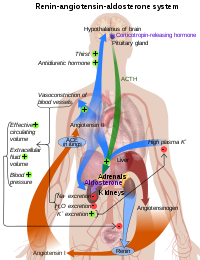 Renin-angiotensin-aldosterone system
Hypothalamus of brain
Corticotropin-releasing hormone
Pituitary gland
Thirst
Antidiuretic hormone
ACTH
Vasoconstriction of
blood vessels
Angiotensin II
Effective
circulating
volume
ACE
in lungs
High plasma K
Extracellular
fluid
volume
Liver
Blood
pressure
Adrenals
Aldosterone
Kidneys
Na excretion
H₂O excretion
K⁺ excretion
Angiotensinogen
Angiotensin I
Renin